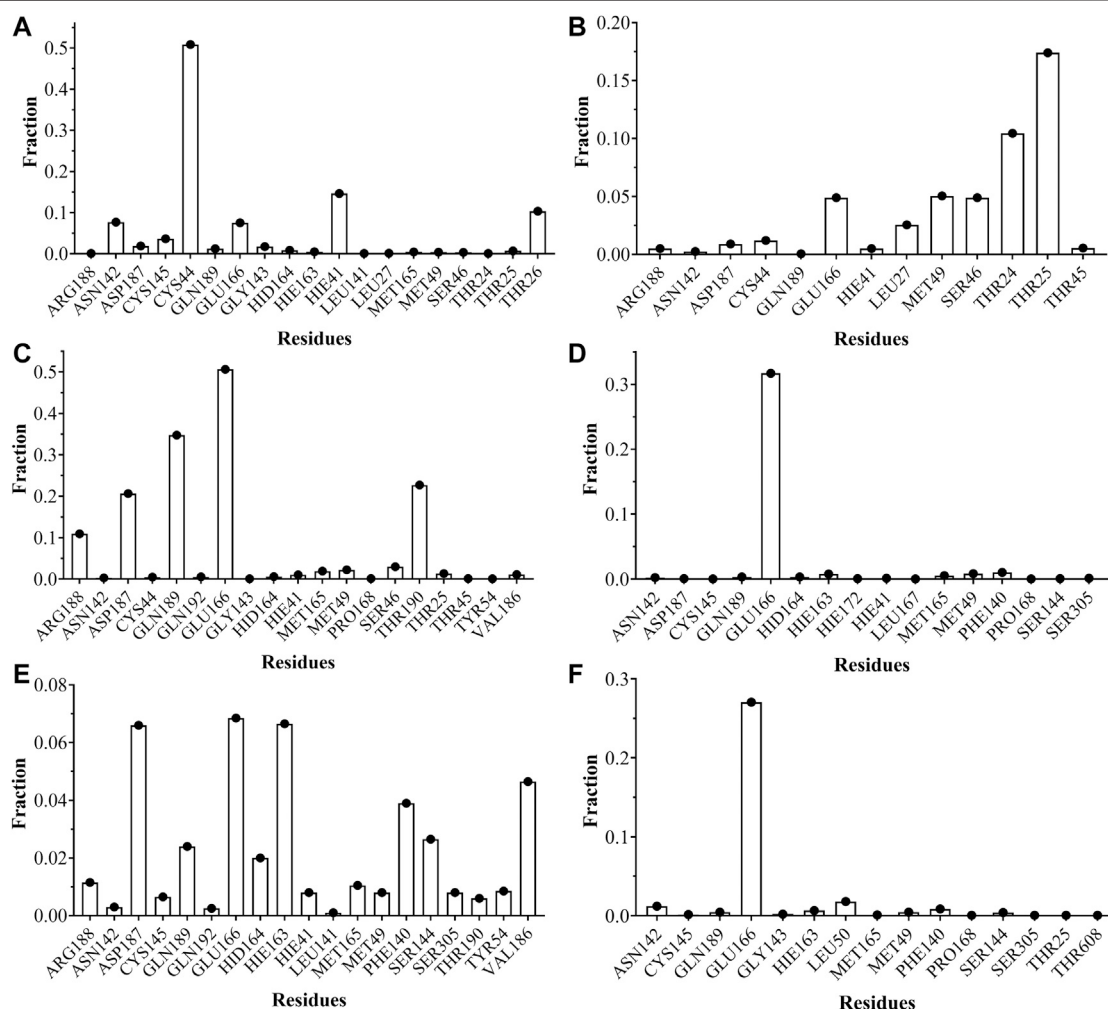 A
Fraction
0.5
0.4
0.3
0.2
0.1
0.0
ARG188 ASN142 ASP187 CYS145 CYS44 GLN189 GLU166 GLY143 HID164 HIE163 HIE41 LEU141 LEU27 MET165 MET49 SER46 THR24 THR25 THR26
Residues
B
Fraction
0.20
0.15
0.10
0.05
0.00
ARG188 ASN142 ASP187 CYS44 GLN189 GLU166 HIE41 LEU27 MET49 SER46 THR24 THR25 THR45
Residues
C
Fraction
0.5
0.4
0.3
0.2
0.1
0.0
ARG188 ASN142 ASP187 CYS44 GLN189 GLN192 GLU166 GLY143 HID164 HIE41 MET165 MET49 PRO168 SER46 THR190 THR25 THR45 TYR54 VAL186
Residues
D
Fraction
0.3
0.2
0.1
0.0
ASN142 ASP187 CYS145 GLN189 GLU166 HID164 HIE163 HIE172 HIE41 LEU167 MET165 MET49 PHE140 PRO168 SER144 SER305
Residues
E
Fraction
0.08
0.06
0.04
0.02
0.00
ARG188 ASN142 ASP187 CYS145 GLN189 GLN192 GLU166 HID164 HIE163 HIE41 LEU141 MET165 MET49 PHE140 SER144 SER305 THR190 TYR54 VAL186
Residues
F
Fraction
0.3
0.2
0.1
0.0
ASN142 CYS145 GLN189 GLU166 GLY143 HIE163 LEU50 MET165 MET49 PHE140 PRO168 SER144 SER305 THR25 THR608
Residues